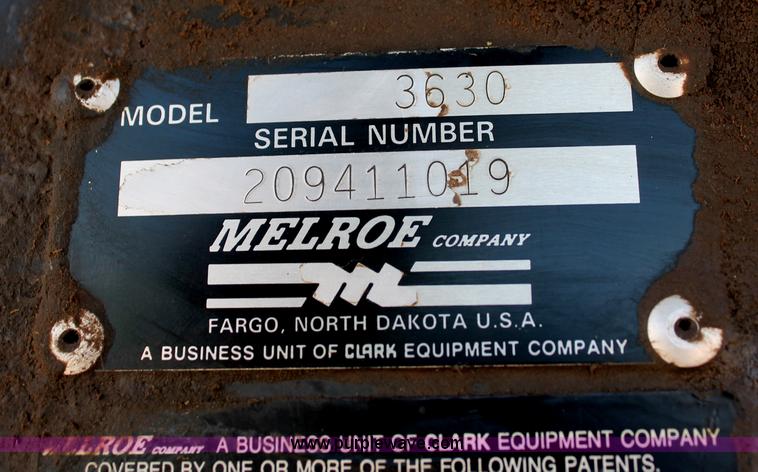 MODEL 3630
SERIAL NUMBER
209411019
MELROE COMPANY
FARGO, NORTH DAKOTA U.S.A.
A BUSINESS UNIT OF CLARK EQUIPMENT COMPANY
MELROE COMPANY A BUSINESS UNIT OF CLARK EQUIPMENT COMPANY
www.purplewave.com
COVERED BY ONE OR MORE OF THE FOLLOWING PATENTS.